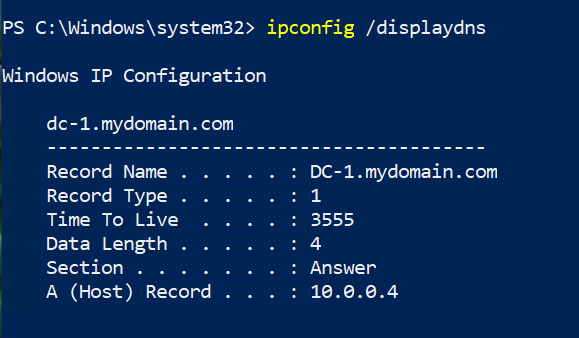 PS C:\Windows\system32> ipconfig /displaydns
Windows IP Configuration
dc-1.mydomain.com
----------------------------------------
Record Name . . . . . : DC-1.mydomain.com
Record Type . . . . . : 1
Time To Live  . . . . : 3555
Data Length . . . . . : 4
Section . . . . . . . : Answer
A (Host) Record . . . : 10.0.0.4